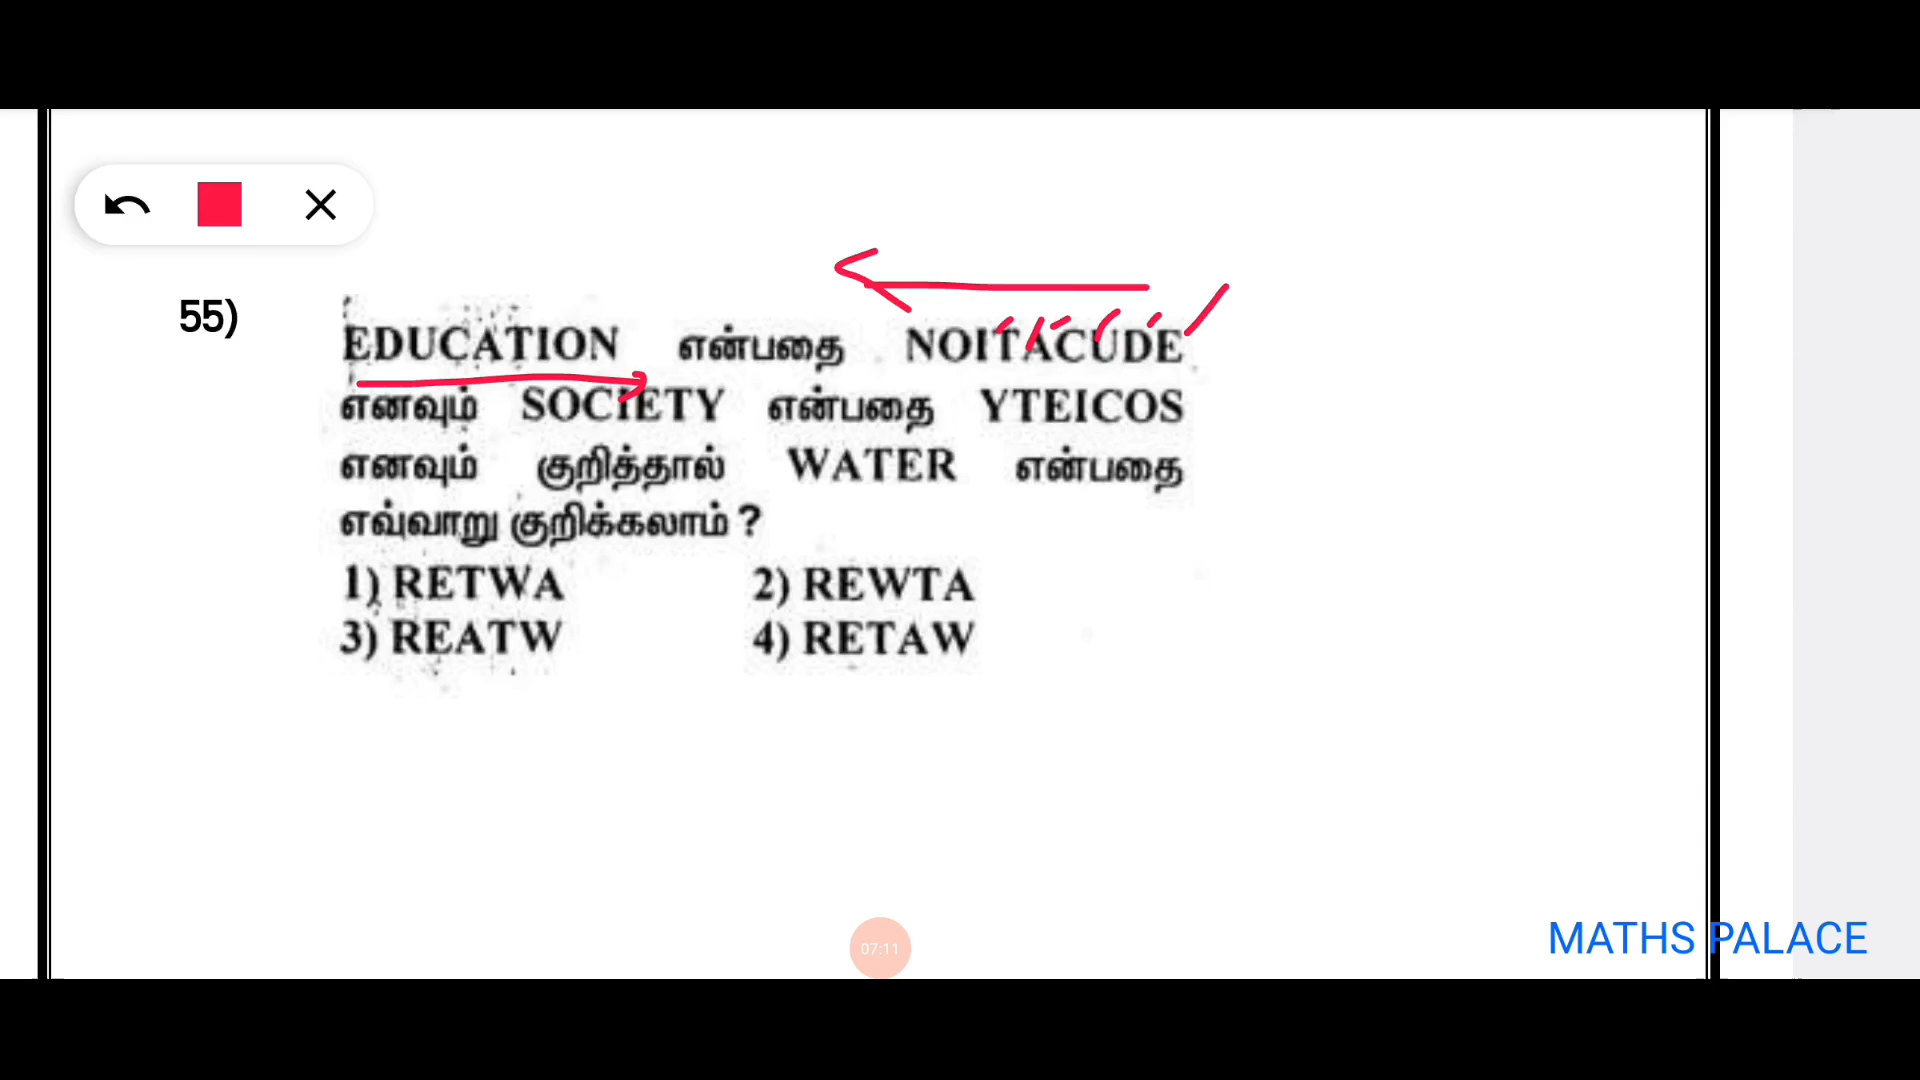 55) EDUCATION என்பதை NOITACUDE
எனவும் SOCIETY என்பதை YTEICOS
எனவும் குறித்தால் WATER என்பதை
எவ்வாறு குறிக்கலாம் ?
1) RETWA 2) REWTA
3) REATW 4) RETAW
07:11
MATHS PALACE